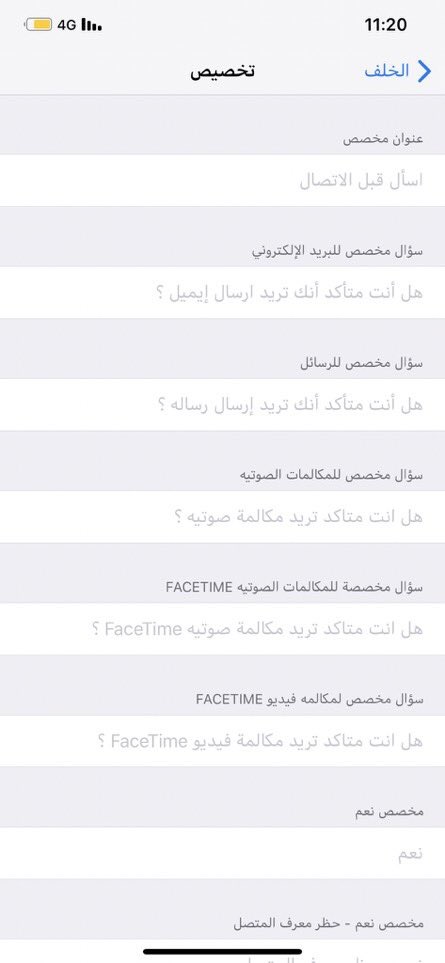 11:20
4G
الخلف
تخصيص
عنوان مخصص
اسأل قبل الاتصال
سؤال مخصص للبريد الإلكتروني
هل أنت متأكد أنك تريد ارسال إيميل ؟
سؤال مخصص للرسائل
هل أنت متأكد أنك تريد إرسال رساله ؟
سؤال مخصص للمكالمات الصوتيه
هل انت متاكد تريد مكالمة صوتيه ؟
سؤال مخصصة للمكالمات الصوتيه FACETIME
هل انت متاكد تريد مكالمة صوتيه FaceTime ؟
سؤال مخصص لمكالمه فيديو FACETIME
هل انت متاكد تريد مكالمة فيديو FaceTime ؟
مخصص نعم
نعم
مخصص نعم - حظر معرف المتصل